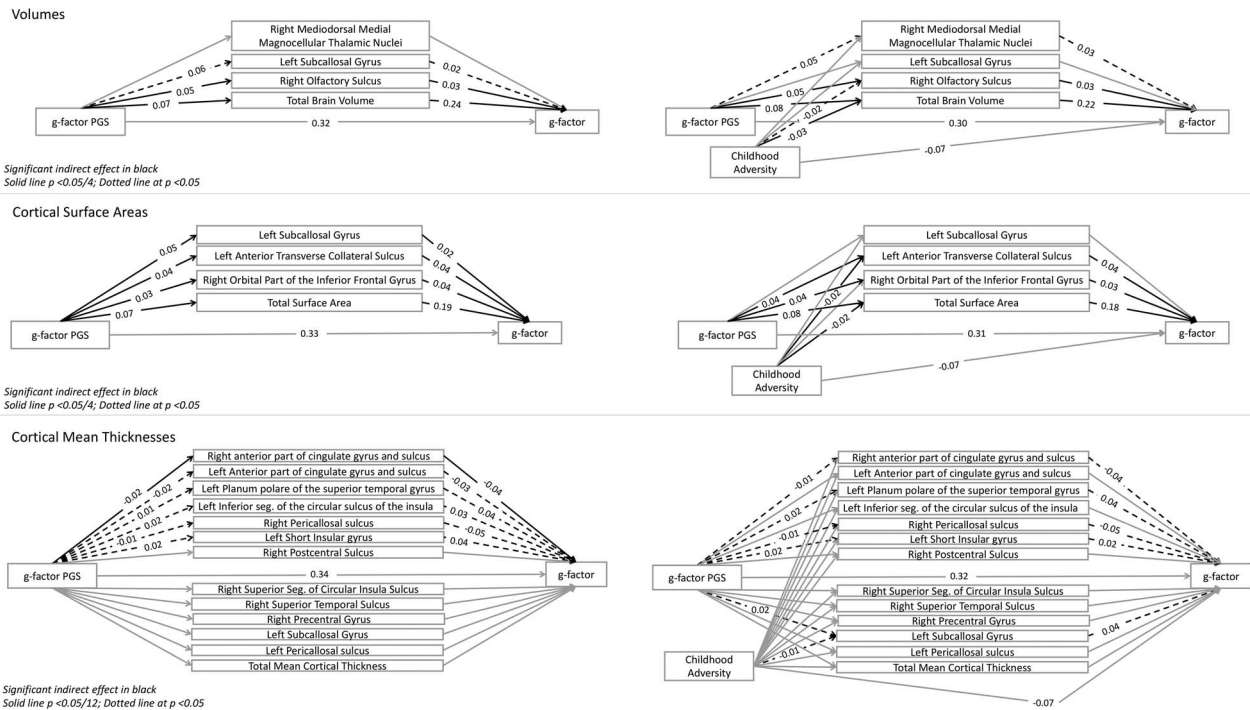 Volumes
Right Mediodorsal Medial
Magnocellular Thalamic Nuclei
Left Subcallosal Gyrus
Right Olfactory Sulcus
Total Brain Volume
g-factor PGS
g-factor
0.06
0.05
0.07
0.02
0.03
0.24
0.32
Significant indirect effect in black
Solid line p <0.05/4; Dotted line at p <0.05
Right Mediodorsal Medial
Magnocellular Thalamic Nuclei
Left Subcallosal Gyrus
Right Olfactory Sulcus
Total Brain Volume
g-factor PGS
g-factor
Childhood
Adversity
0.05
0.05
0.08
-0.02
-0.03
0.03
0.03
0.22
0.30
-0.07
Cortical Surface Areas
Left Subcallosal Gyrus
Left Anterior Transverse Collateral Sulcus
Right Orbital Part of the Inferior Frontal Gyrus
Total Surface Area
g-factor PGS
g-factor
0.05
0.04
0.03
0.07
0.02
0.04
0.04
0.19
0.33
Significant indirect effect in black
Solid line p <0.05/4; Dotted line at p <0.05
Left Subcallosal Gyrus
Left Anterior Transverse Collateral Sulcus
Right Orbital Part of the Inferior Frontal Gyrus
Total Surface Area
g-factor PGS
g-factor
Childhood
Adversity
0.04
0.04
0.08
-0.02
-0.02
0.04
0.03
0.18
0.31
-0.07
Cortical Mean Thicknesses
Right anterior part of cingulate gyrus and sulcus
Left Anterior part of cingulate gyrus and sulcus
Left Planum polare of the superior temporal gyrus
Left Inferior seg. of the circular sulcus of the insula
Right Pericallosal sulcus
Left Short Insular gyrus
Right Postcentral Sulcus
g-factor PGS
g-factor
0.34
Right Superior Seg. of Circular Insula Sulcus
Right Superior Temporal Sulcus
Right Precentral Gyrus
Left Subcallosal Gyrus
Left Pericallosal sulcus
Total Mean Cortical Thickness
-0.02
-0.02
0.01
0.02
-0.01
0.02
-0.04
-0.03
0.04
0.03
-0.05
0.04
Significant indirect effect in black
Solid line p <0.05/12; Dotted line at p <0.05
Right anterior part of cingulate gyrus and sulcus
Left Anterior part of cingulate gyrus and sulcus
Left Planum polare of the superior temporal gyrus
Left Inferior seg. of the circular sulcus of the insula
Right Pericallosal sulcus
Left Short Insular gyrus
Right Postcentral Sulcus
g-factor PGS
g-factor
0.32
Right Superior Seg. of Circular Insula Sulcus
Right Superior Temporal Sulcus
Right Precentral Gyrus
Left Subcallosal Gyrus
Left Pericallosal sulcus
Total Mean Cortical Thickness
Childhood
Adversity
-0.01
0.02
-0.01
0.02
0.02
-0.01
-0.04
0.04
-0.05
0.02
0.04
-0.07